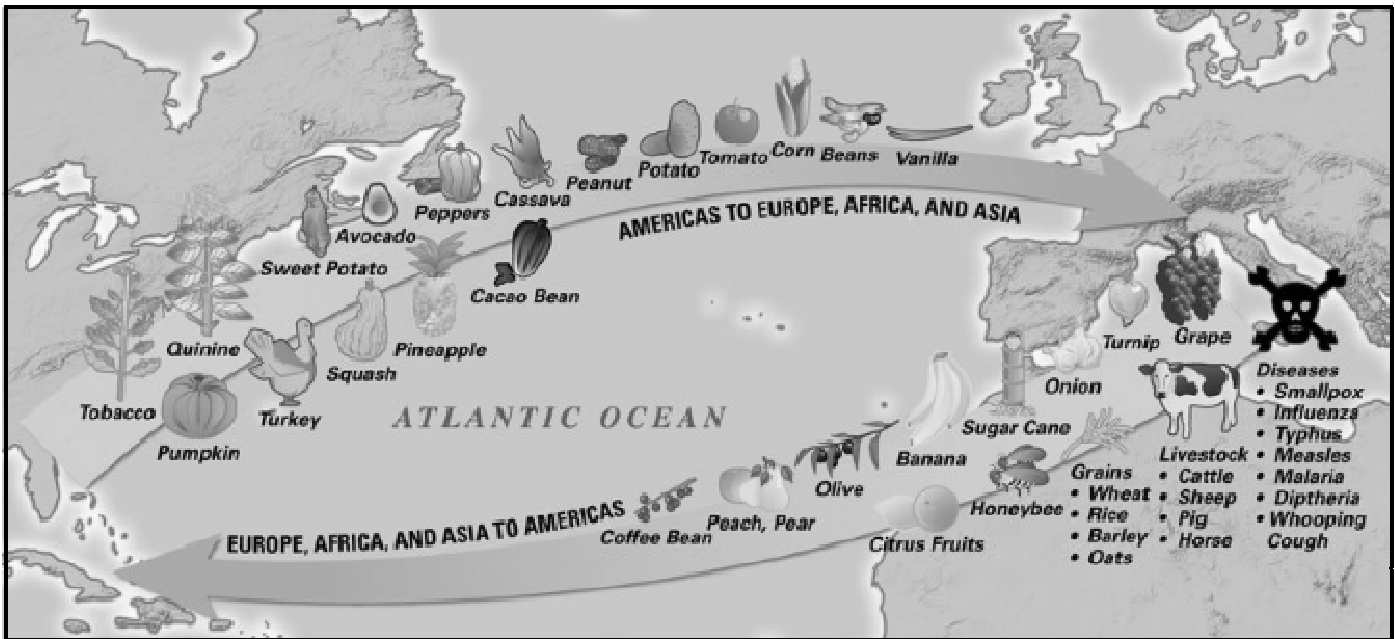 Tomato Corn Beans Vanilla
Potato
Peanut
Cassava
Peppers
Avocado
Sweet Potato
AMERICAS TO EUROPE, AFRICA, AND ASIA
Cacao Bean
Pineapple
Quinine
Squash
Tobacco
Turkey
Pumpkin
ATLANTIC OCEAN
Turnip
Grape
Onion
Sugar Cane
Banana
Olive
Honeybee
Peach, Pear
Coffee Bean
Citrus Fruits
EUROPE, AFRICA, AND ASIA TO AMERICAS
Grains
• Wheat
• Rice
• Barley
• Oats
Livestock
• Cattle
• Sheep
• Pig
• Horse
Diseases
• Smallpox
• Influenza
• Typhus
• Measles
• Malaria
• Diptheria
• Whooping
Cough